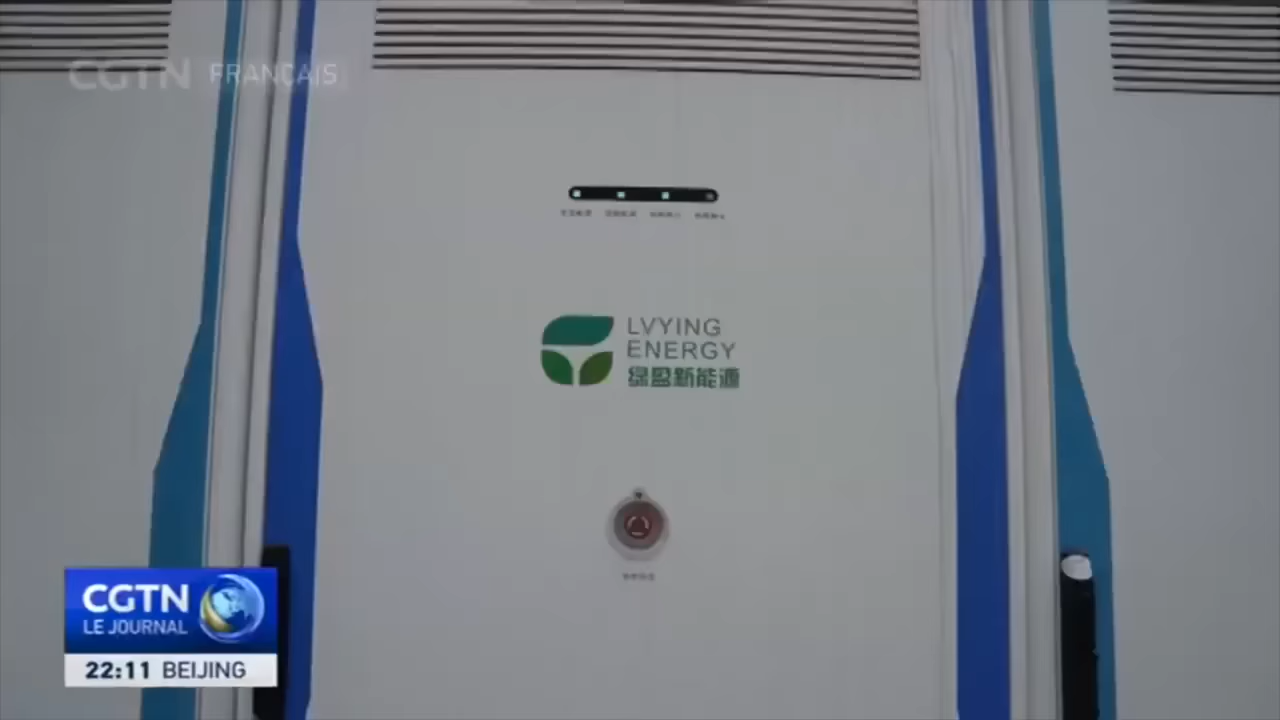 CGTN FRANÇAIS
LVYING
ENERGY
绿盈新能源
CGTN
LE JOURNAL
22:11 BEIJING